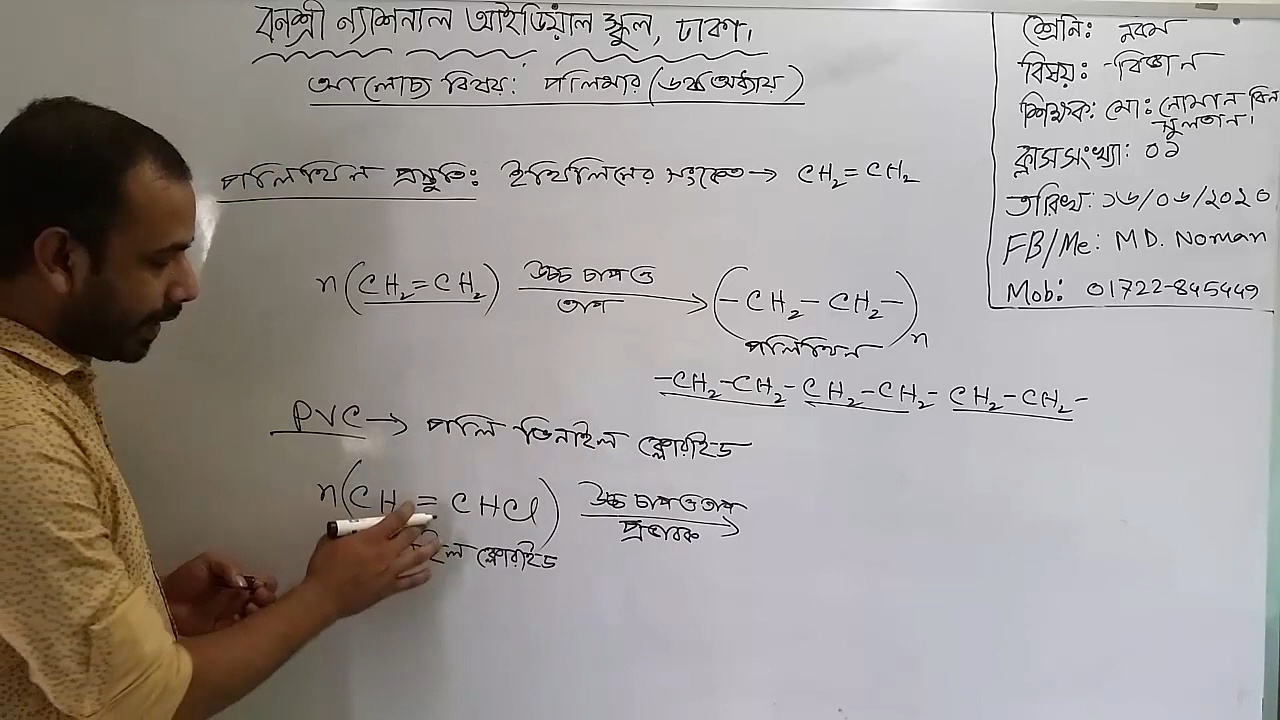 বনশ্রী ন্যাশনাল আইডিয়াল স্কুল, ঢাকা।
আলোচ্য বিষয়: পলিমার (৬ষ্ঠ অধ্যায়)
শ্রেনিঃ নবম
বিষয়ঃ বিজ্ঞান
শিক্ষক: মোঃ নোমান বিন
সুলতান।
ক্লাস সংখ্যা: ০১
তারিখ: ১৬/০৬/২০২০
FB/Me: MD. Noman
Mob: 01722-845449
পলিথিন প্রস্তুতিঃ ইথিলিনের সংকেত → CH₂=CH₂
n(CH₂=CH₂) উচ্চ চাপ ও তাপ → (-CH₂-CH₂-)n
পলিথিন
-CH₂-CH₂-CH₂-CH₂-CH₂-CH₂-
PVC → পলি ভিনাইল ক্লোরাইড
n(CH = CHCl) উচ্চ চাপ ও তাপ প্রভাবক →
ইল ক্লোরাইড